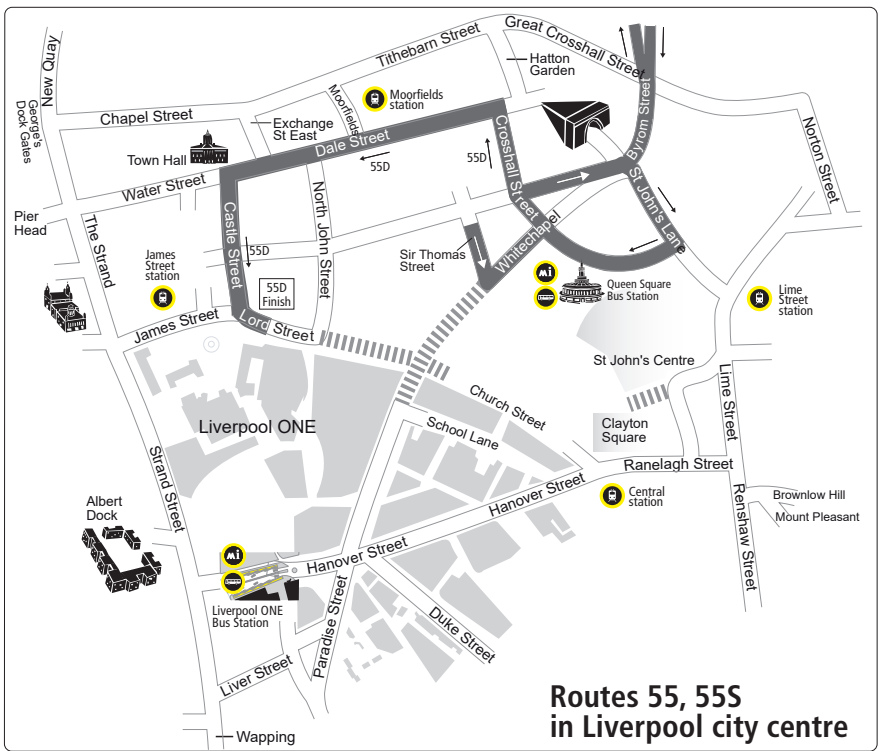 New Quay
George's
Dock Gates
Tithebarn Street
Great Crosshall Street
Hatton
Garden
Moorfields
Moorfields
station
Chapel Street
Exchange
St East
Town Hall
Dale Street
55D
55D
Crosshall Street
Byrom Street
Norton Street
Water Street
Pier
Head
The Strand
Castle Street
North John Street
St John's Lane
Whitechapel
Sir Thomas
Street
James
Street
station
55D
55D
Finish
mi
Queen Square
Bus Station
Lime
Street
station
James Street
Lord Street
St John's Centre
Church Street
Lime Street
Liverpool ONE
School Lane
Clayton
Square
Ranelagh Street
Strand Street
Hanover Street
Central
station
Renshaw Street
Brownlow Hill
Mount Pleasant
Albert
Dock
mi
Hanover Street
Liverpool ONE
Bus Station
Paradise Street
Duke Street
Liver Street
Wapping
Routes 55, 55S
in Liverpool city centre